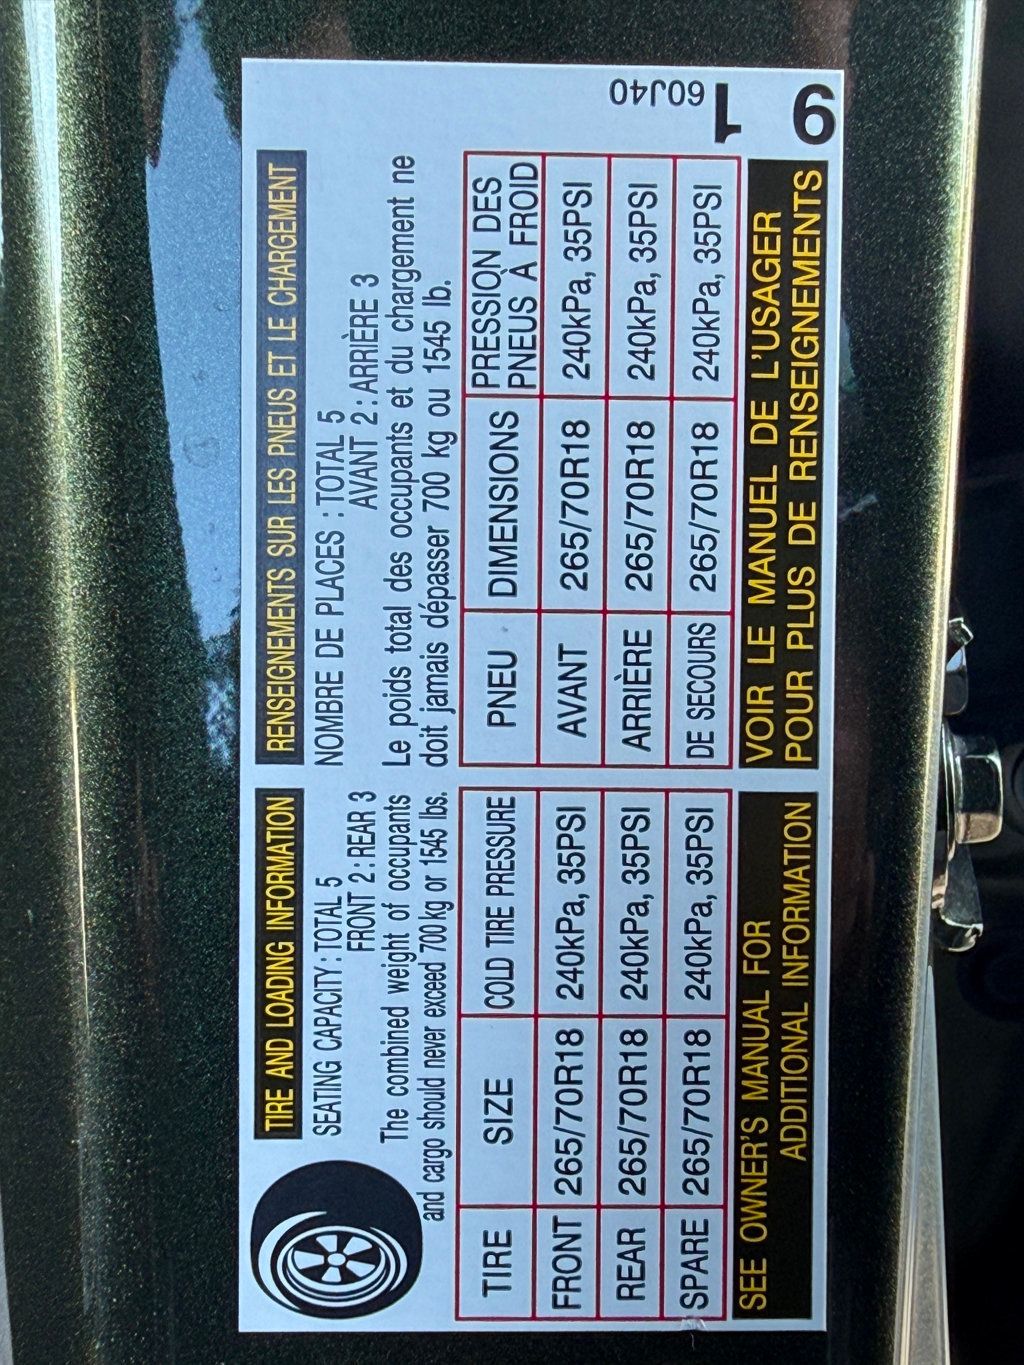 TIRE AND LOADING INFORMATION
SEATING CAPACITY : TOTAL 5
FRONT 2 : REAR 3
The combined weight of occupants
and cargo should never exceed 700 kg or 1545 lbs.
TIRE SIZE COLD TIRE PRESSURE
FRONT 265/70R18 240kPa, 35PSI
REAR 265/70R18 240kPa, 35PSI
SPARE 265/70R18 240kPa, 35PSI
SEE OWNER'S MANUAL FOR
ADDITIONAL INFORMATION
RENSEIGNEMENTS SUR LES PNEUS ET LE CHARGEMENT
NOMBRE DE PLACES : TOTAL 5
AVANT 2 : ARRIÈRE 3
Le poids total des occupants et du chargement ne
doit jamais dépasser 700 kg ou 1545 lb.
PNEU DIMENSIONS PRESSION DES
PNEUS À FROID
AVANT 265/70R18 240kPa, 35PSI
ARRIÈRE 265/70R18 240kPa, 35PSI
DE SECOURS 265/70R18 240kPa, 35PSI
VOIR LE MANUEL DE L'USAGER
POUR PLUS DE RENSEIGNEMENTS
60J40
1
9